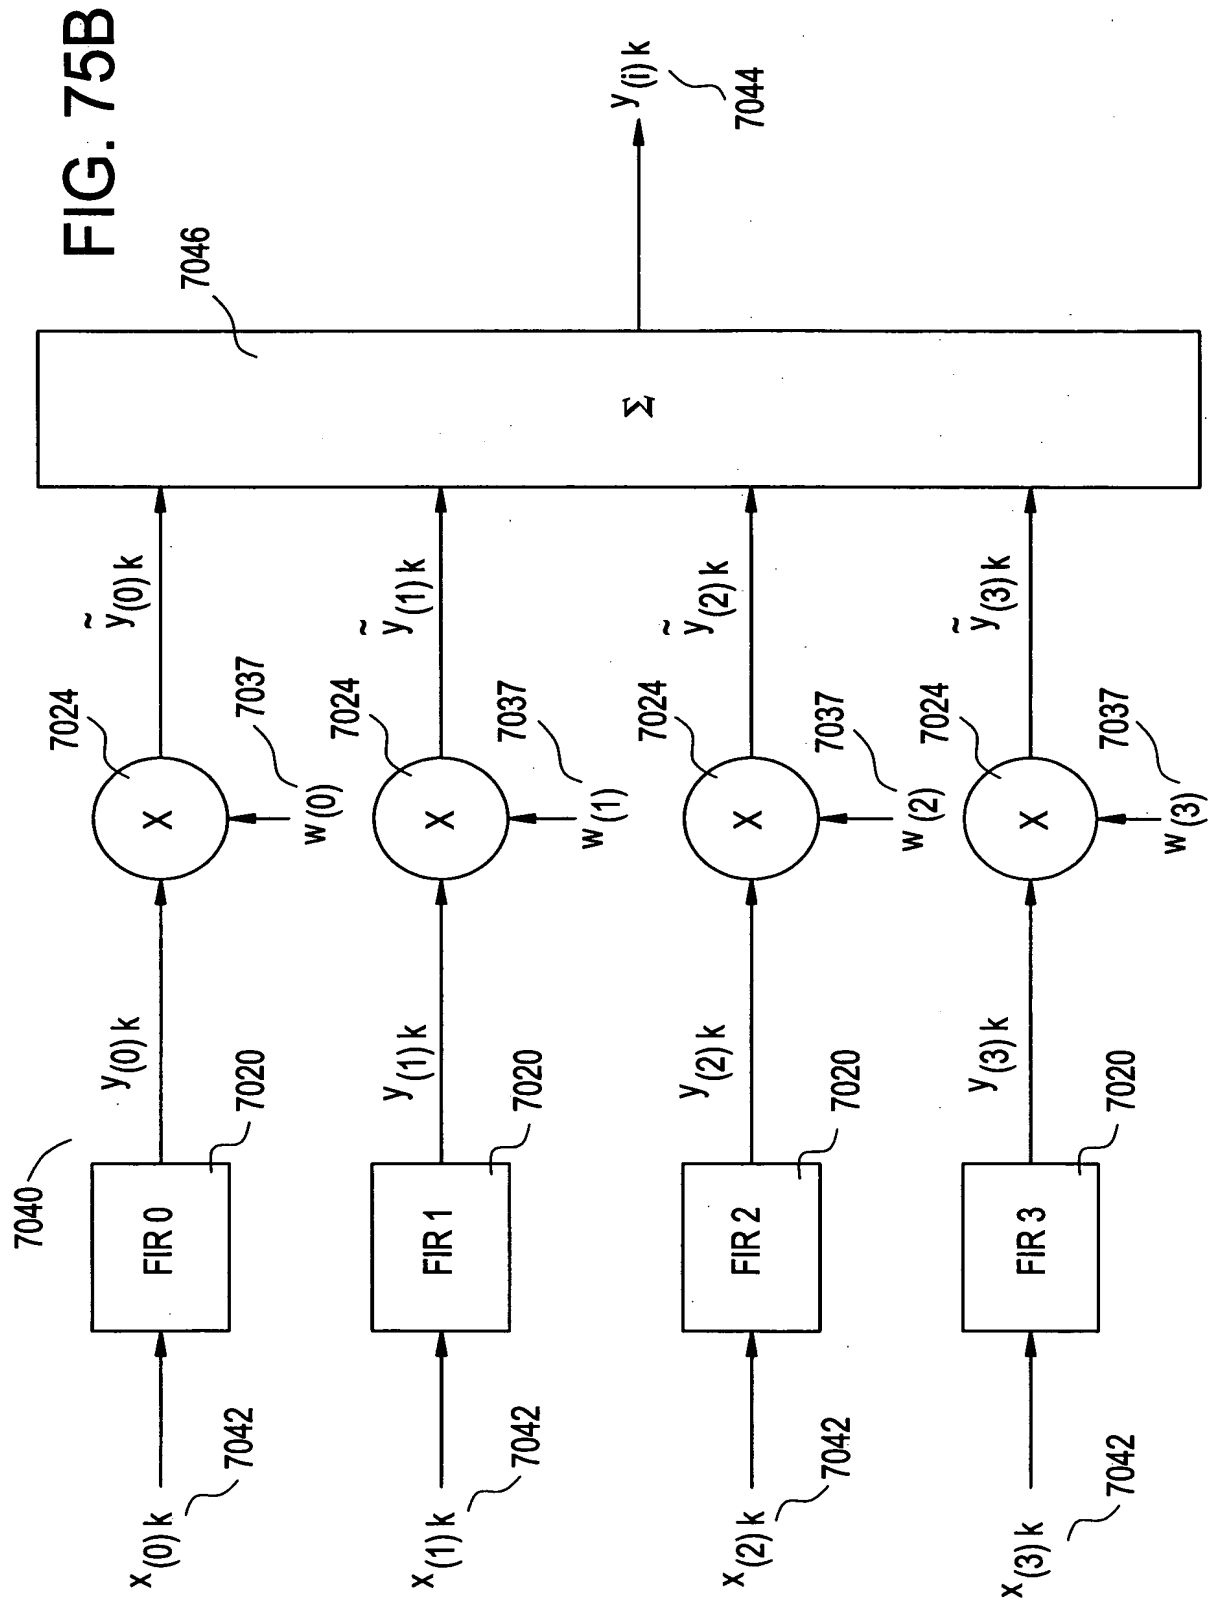 FIG. 75B
7040
x(0) k
7042
FIR 0
7020
y(0) k
7024
X
w(0)
7037
ỹ(0) k
x(1) k
7042
FIR 1
7020
y(1) k
7024
X
w(1)
7037
ỹ(1) k
x(2) k
7042
FIR 2
7020
y(2) k
7024
X
w(2)
7037
ỹ(2) k
x(3) k
7042
FIR 3
7020
y(3) k
7024
X
w(3)
7037
ỹ(3) k
7046
Σ
y(i) k
7044